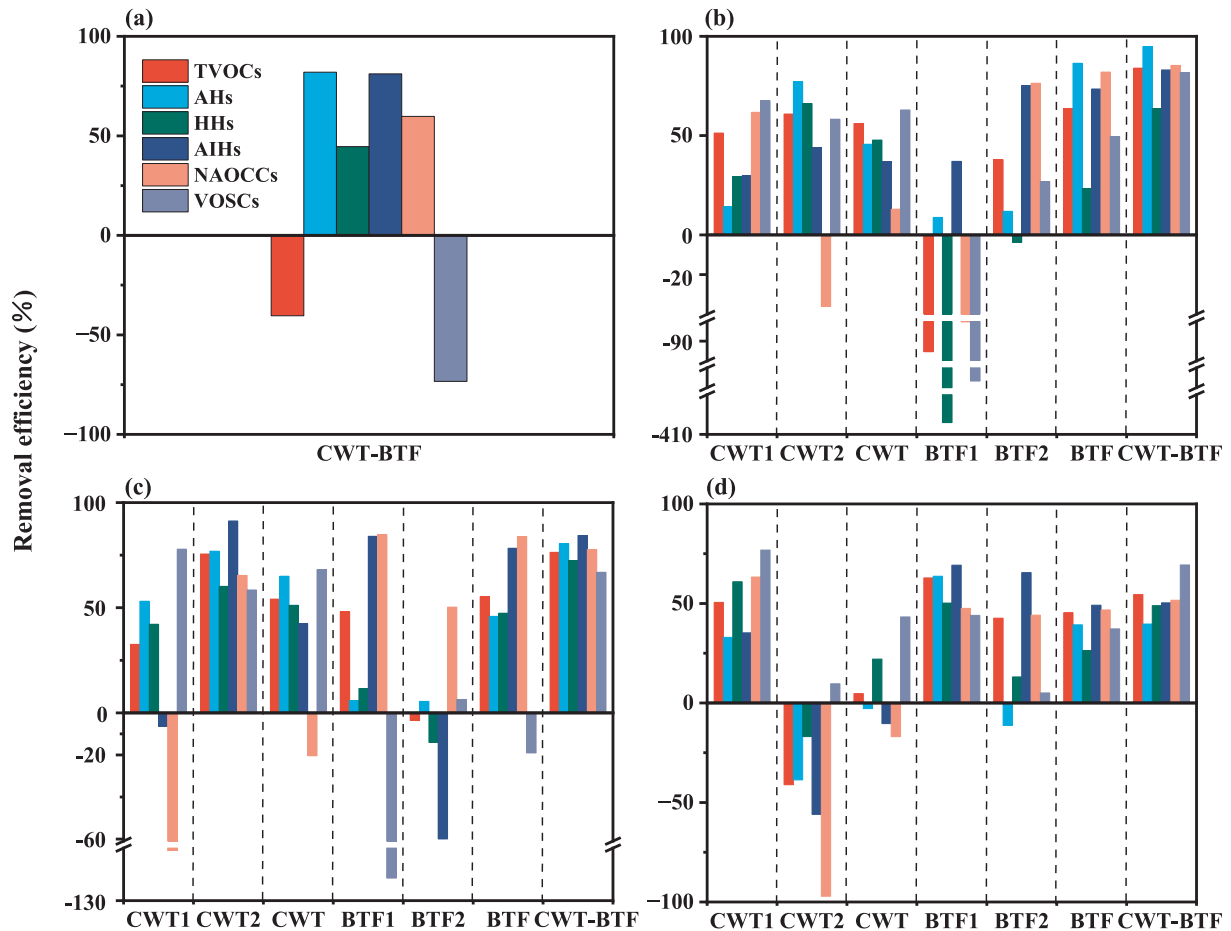 Removal efficiency (%)
(a)
100
50
0
−50
−100
TVOCs
AHs
HHs
AIHs
NAOCCs
VOSCs
CWT-BTF
(b)
100
50
0
-20
-90
-410
CWT1 CWT2 CWT BTF1 BTF2 BTF CWT-BTF
(c)
100
50
0
-20
-60
-130
CWT1 CWT2 CWT BTF1 BTF2 BTF CWT-BTF
(d)
100
50
0
−50
−100
CWT1 CWT2 CWT BTF1 BTF2 BTF CWT-BTF